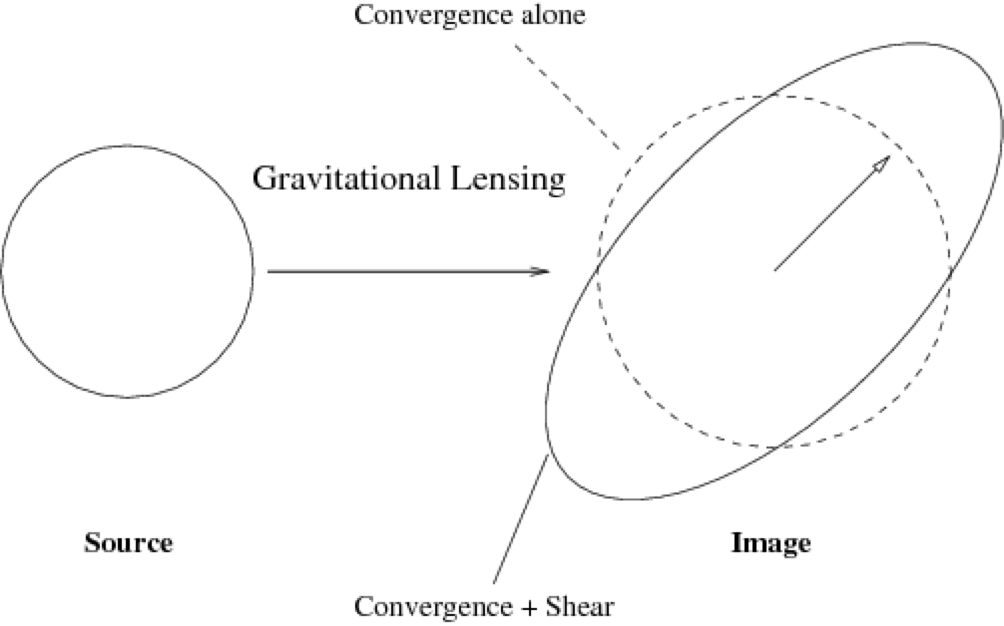 Convergence alone
Gravitational Lensing
Source
Image
Convergence + Shear